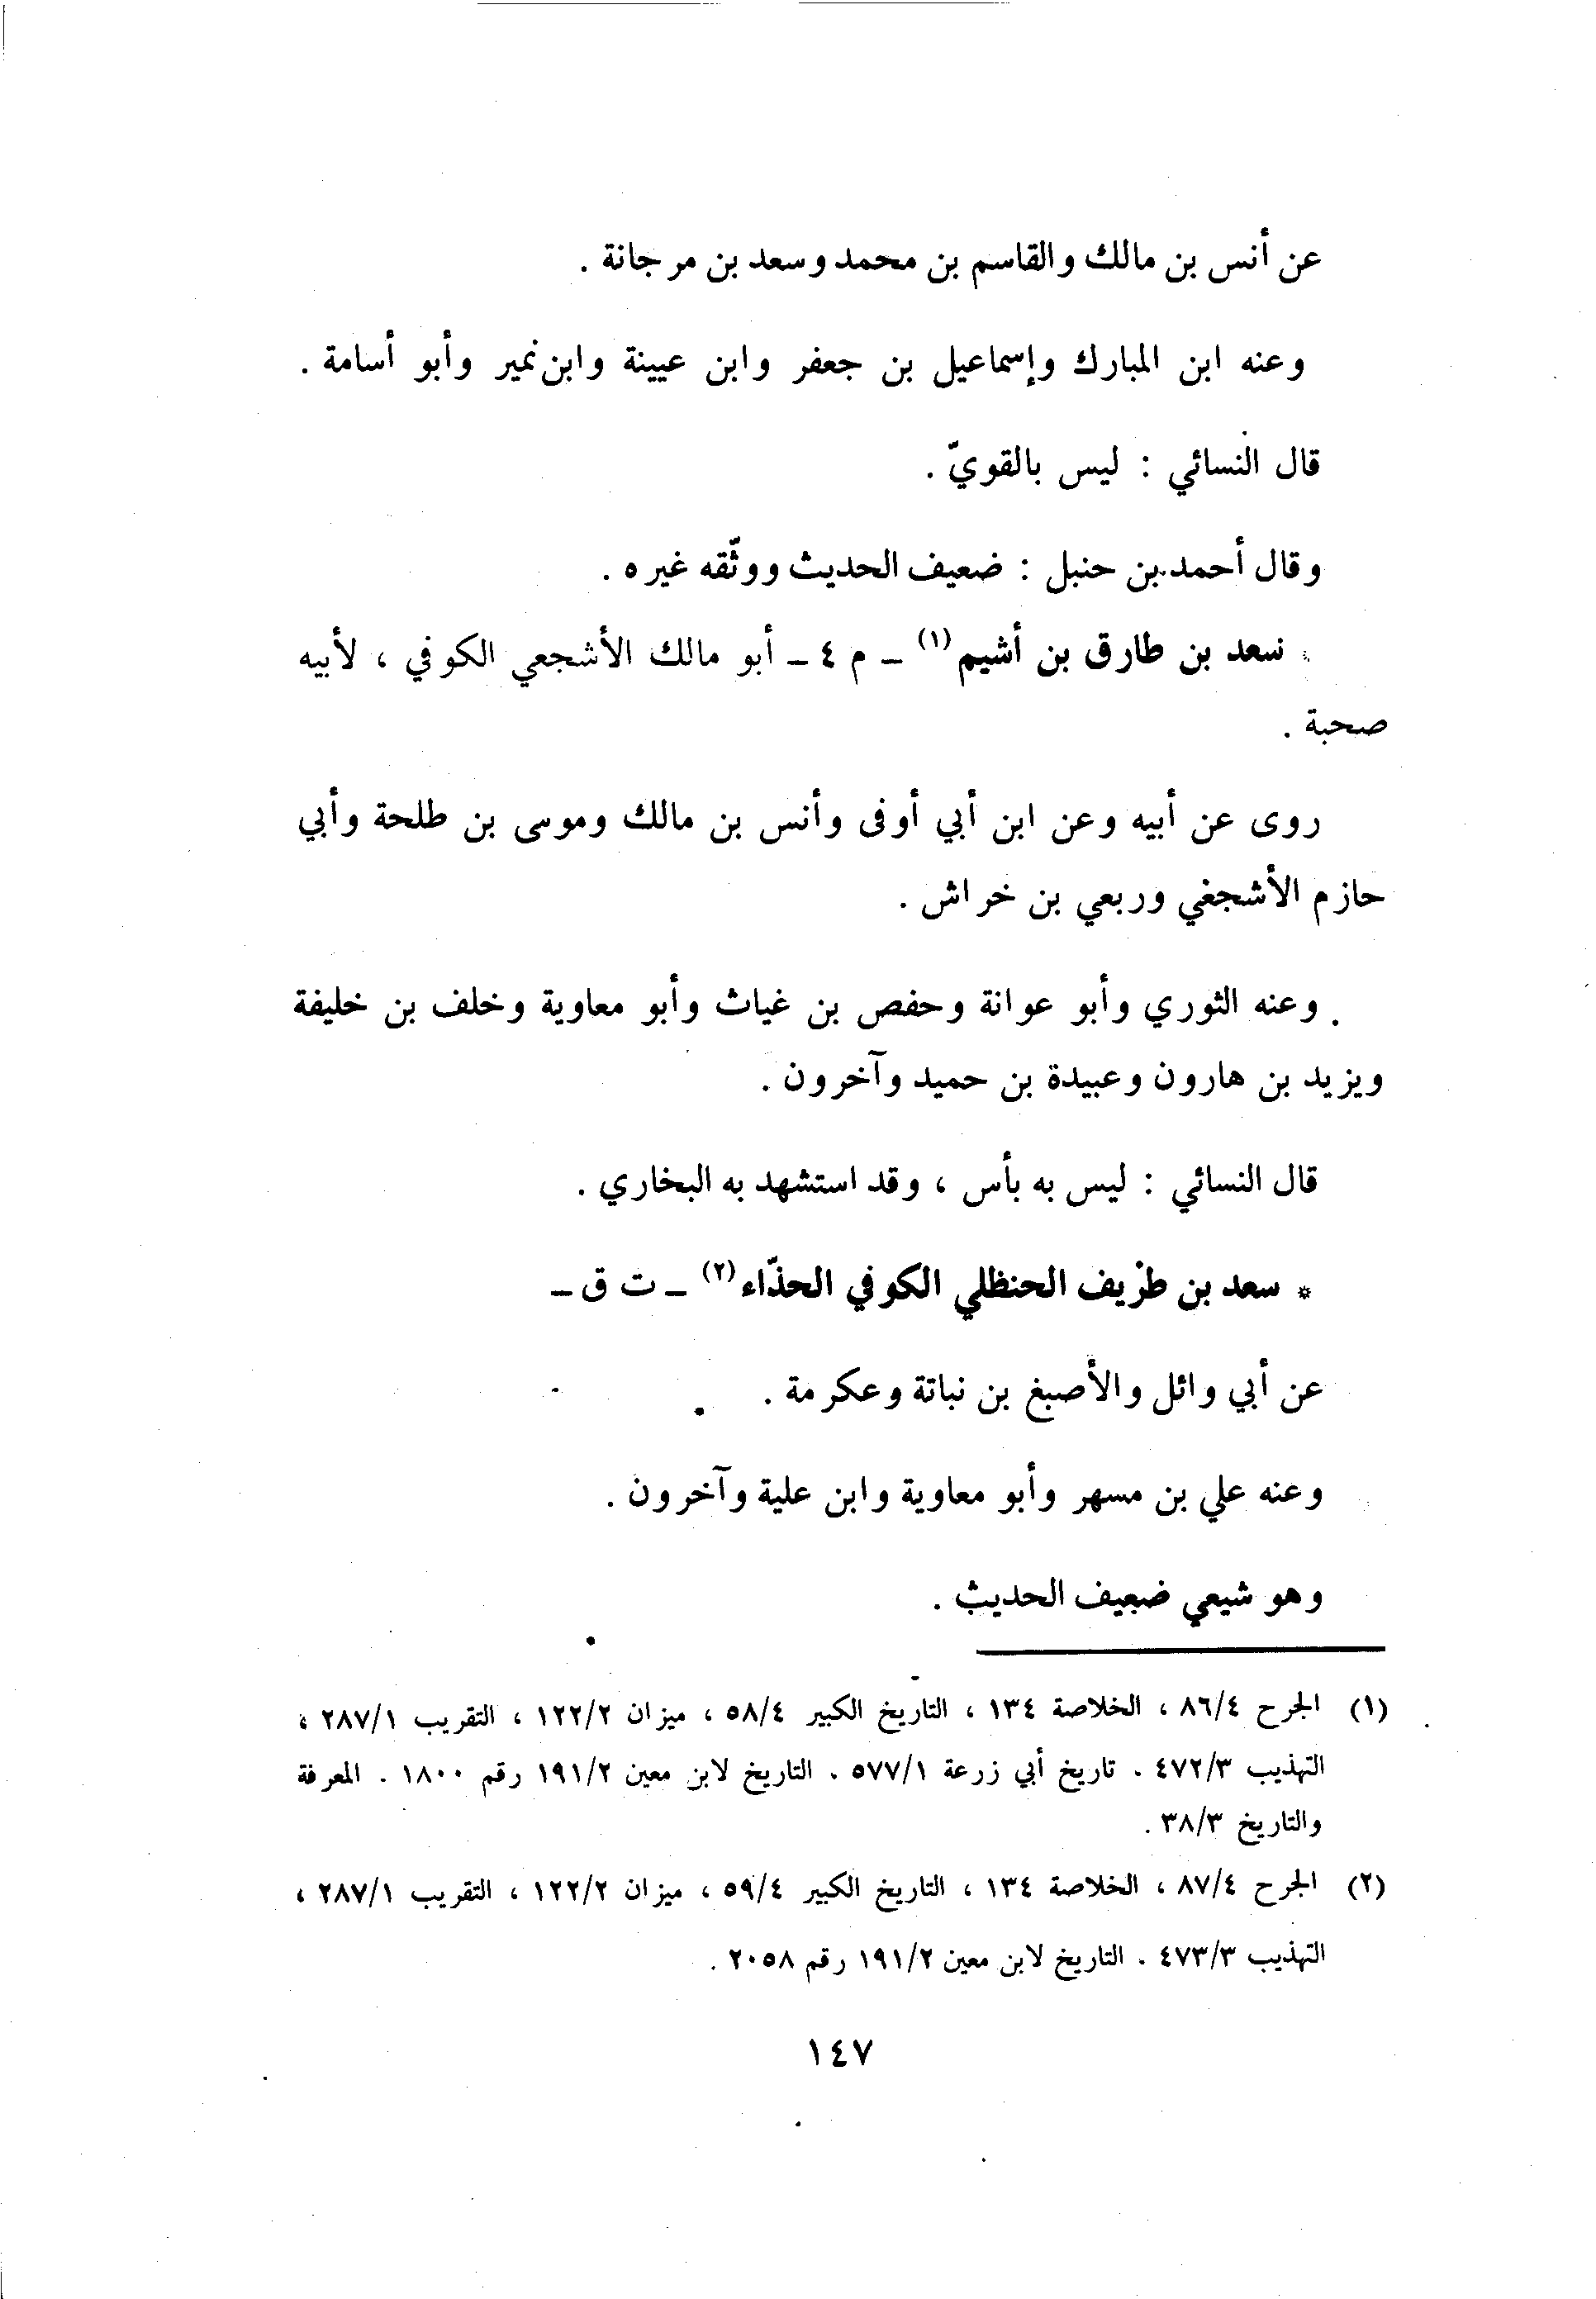 عن أنس بن مالك والقاسم بن محمد وسعد بن مرجانة .
وعنه ابن المبارك وإسماعيل بن جعفر وابن عيينة وابن نمير وأبو أسامة .
قال النسائي : ليس بالقويّ .
وقال أحمد بن حنبل : ضعيف الحديث ووثّقه غيره .
* سعد بن طارق بن أشيم (١) – م ٤ – أبو مالك الأشجعي الكوفي ، لأبيه
صحبة .
روى عن أبيه وعن ابن أبي أوفى وأنس بن مالك وموسى بن طلحة وأبي
حازم الأشجعي وربعي بن خراش .
وعنه الثوري وأبو عوانة وحفص بن غياث وأبو معاوية وخلف بن خليفة
ويزيد بن هارون وعبيدة بن حميد وآخرون .
قال النسائي : ليس به بأس ، وقد استشهد به البخاري .
* سعد بن طريف الحنظلي الكوفي الحذّاء (٢) – ت ق –
عن أبي وائل والأصبغ بن نباتة وعكرمة .
وعنه علي بن مسهر وأبو معاوية وابن علية وآخرون .
وهو شيعي ضعيف الحديث .
(١) الجرح ٨٦/٤ ، الخلاصة ١٣٤ ، التاريخ الكبير ٥٨/٤ ، ميزان ١٢٢/٢ ، التقريب ٢٨٧/١ ،
التهذيب ٤٧٢/٣ . تاريخ أبي زرعة ٥٧٧/١ . التاريخ لابن معين ١٩١/٢ رقم ١٨٠٠ . المعرفة
والتاريخ ٣٨/٣ .
(٢) الجرح ٨٧/٤ ، الخلاصة ١٣٤ ، التاريخ الكبير ٥٩/٤ ، ميزان ١٢٢/٢ ، التقريب ٢٨٧/١ ،
التهذيب ٤٧٣/٣ . التاريخ لابن معين ١٩١/٢ رقم ٢٠٥٨ .
١٤٧